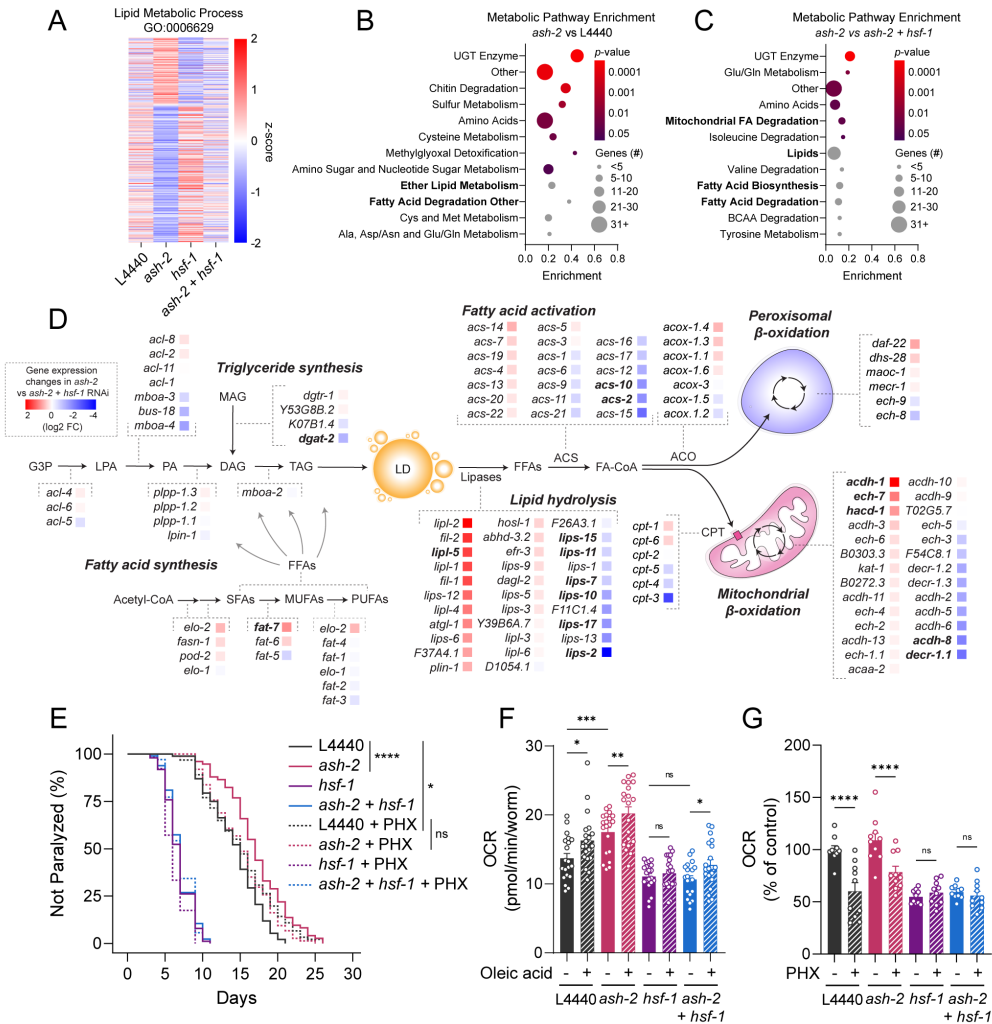 A
Lipid Metabolic Process
GO:0006629
2
1
0
-1
-2
z-score
L4440
ash-2
hsf-1
ash-2 + hsf-1
B
Metabolic Pathway Enrichment
ash-2 vs L4440
UGT Enzyme
Other
Chitin Degradation
Sulfur Metabolism
Amino Acids
Cysteine Metabolism
Methylglyoxal Detoxification
Amino Sugar and Nucleotide Sugar Metabolism
Ether Lipid Metabolism
Fatty Acid Degradation Other
Cys and Met Metabolism
Ala, Asp/Asn and Glu/Gln Metabolism
0.0 0.2 0.4 0.6 0.8
Enrichment
p-value
0.0001
0.001
0.01
0.05
Genes (#)
<5
5-10
11-20
21-30
31+
C
Metabolic Pathway Enrichment
ash-2 vs ash-2 + hsf-1
UGT Enzyme
Glu/Gln Metabolism
Other
Amino Acids
Mitochondrial FA Degradation
Isoleucine Degradation
Lipids
Valine Degradation
Fatty Acid Biosynthesis
Fatty Acid Degradation
BCAA Degradation
Tyrosine Metabolism
0.0 0.2 0.4 0.6 0.8
Enrichment
p-value
0.0001
0.001
0.01
0.05
Genes (#)
<5
5-10
11-20
21-30
31+
D
Gene expression
changes in ash-2
vs ash-2 + hsf-1 RNAi
2 0 -2 -4
(log2 FC)
acl-8
acl-2
acl-11
acl-1
mboa-3
bus-18
mboa-4
Triglyceride synthesis
MAG
dgtr-1
Y53G8B.2
K07B1.4
dgat-2
G3P
LPA
PA
DAG
TAG
LD
Lipases
FFAs
ACS
FA-CoA
ACO
CPT
acl-4
acl-6
acl-5
plpp-1.3
plpp-1.2
plpp-1.1
lpin-1
mboa-2
Fatty acid synthesis
FFAs
Acetyl-CoA
SFAs
MUFAs
PUFAs
elo-2
fasn-1
pod-2
elo-1
fat-7
fat-6
fat-5
elo-2
fat-4
fat-1
elo-1
fat-2
fat-3
Fatty acid activation
acs-14
acs-7
acs-19
acs-4
acs-13
acs-20
acs-22
acs-5
acs-3
acs-1
acs-6
acs-9
acs-11
acs-21
acs-16
acs-17
acs-12
acs-10
acs-2
acs-15
acox-1.4
acox-1.3
acox-1.1
acox-1.6
acox-3
acox-1.5
acox-1.2
Peroxisomal
β-oxidation
daf-22
dhs-28
maoc-1
mecr-1
ech-9
ech-8
Lipid hydrolysis
lipl-2
fil-2
lipl-5
lipl-1
fil-1
lips-12
lipl-4
atgl-1
lips-6
F37A4.1
plin-1
hosl-1
abhd-3.2
efr-3
lips-9
dagl-2
lips-5
lips-3
Y39B6A.7
lipl-3
lipl-6
D1054.1
F26A3.1
lips-15
lips-11
lips-1
lips-7
lips-10
F11C1.4
lips-17
lips-13
lips-2
cpt-1
cpt-6
cpt-2
cpt-5
cpt-4
cpt-3
Mitochondrial
β-oxidation
acdh-1
ech-7
hacd-1
acdh-3
ech-6
B0303.3
kat-1
B0272.3
acdh-11
ech-4
ech-2
acdh-13
ech-1.1
acaa-2
acdh-10
acdh-9
T02G5.7
ech-5
ech-3
F54C8.1
decr-1.2
decr-1.3
acdh-2
acdh-5
acdh-6
acdh-8
decr-1.1
E
Not Paralyzed (%)
100
75
50
25
0
0 5 10 15 20 25 30
Days
L4440
ash-2
hsf-1
ash-2 + hsf-1
L4440 + PHX
ash-2 + PHX
hsf-1 + PHX
ash-2 + hsf-1 + PHX
****
*
ns
F
OCR
(pmol/min/worm)
30
20
10
0
***
*
**
ns
ns
*
Oleic acid - + - + - + - +
L4440 ash-2 hsf-1 ash-2
+ hsf-1
G
OCR
(% of control)
200
150
100
50
0
****
****
ns
ns
PHX - + - + - + - +
L4440 ash-2 hsf-1 ash-2
+ hsf-1